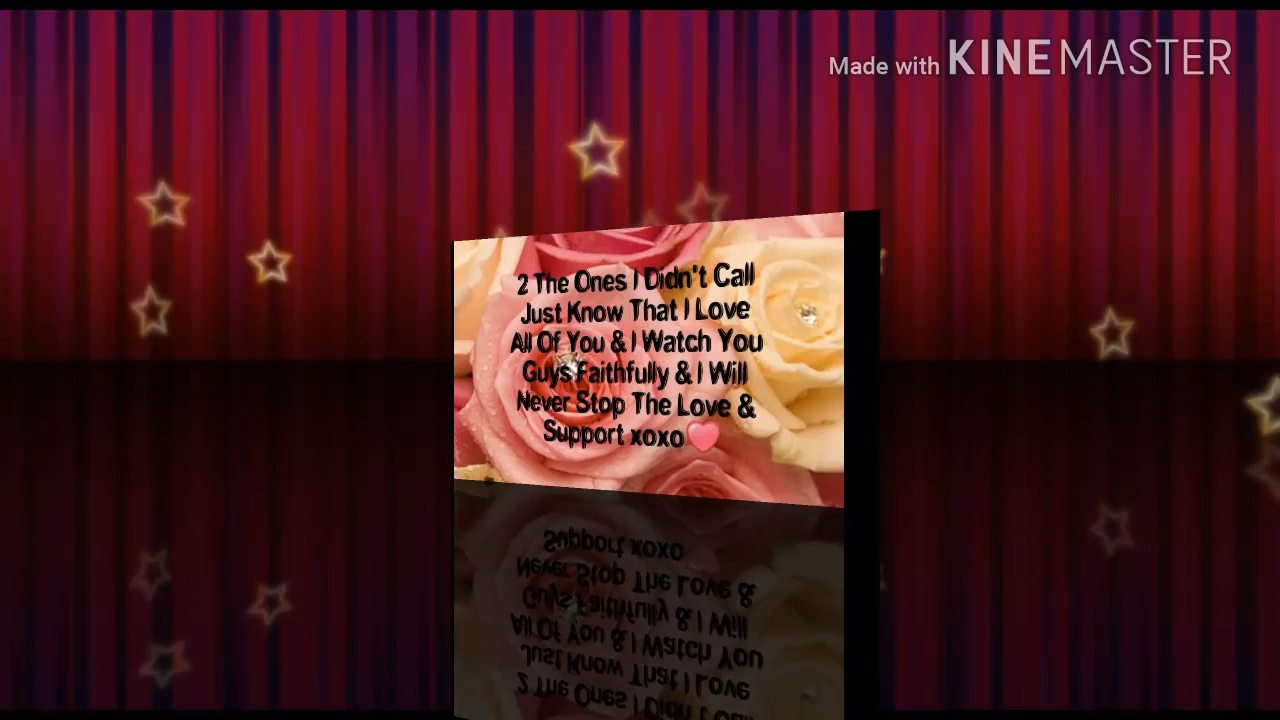 Made with KINEMASTER
2 The Ones I Didn't Call
Just Know That I Love
All Of You & I Watch You
Guys Faithfully & I Will
Never Stop The Love &
Support xoxo